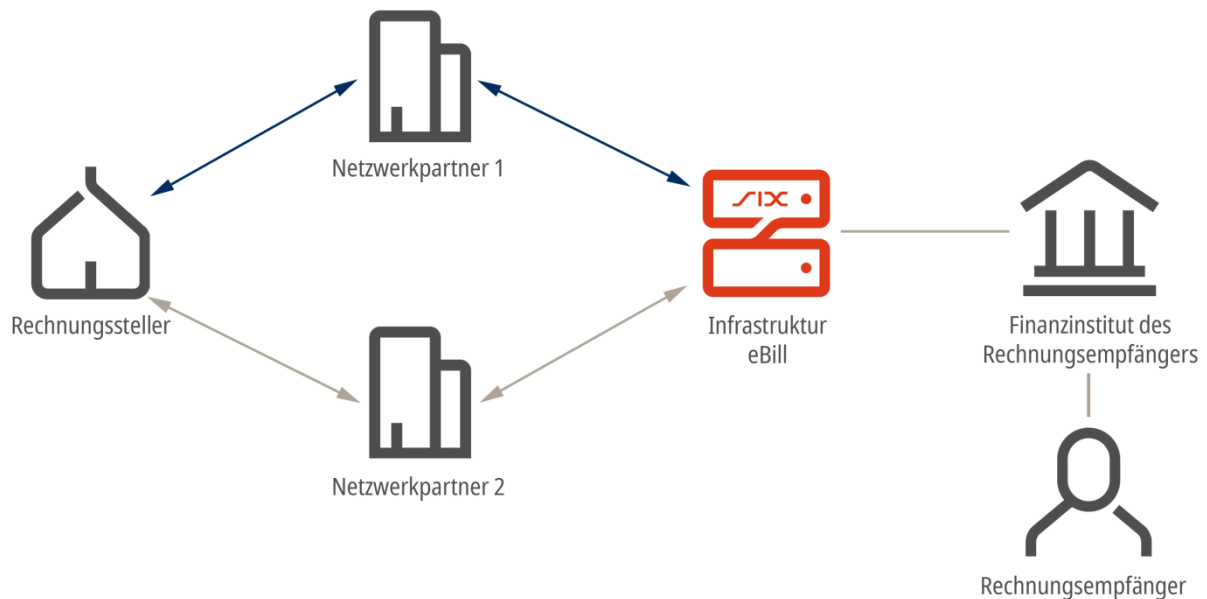 Netzwerkpartner 1
SIX
Rechnungssteller
Infrastruktur
eBill
Finanzinstitut des
Rechnungsempfängers
Netzwerkpartner 2
Rechnungsempfänger